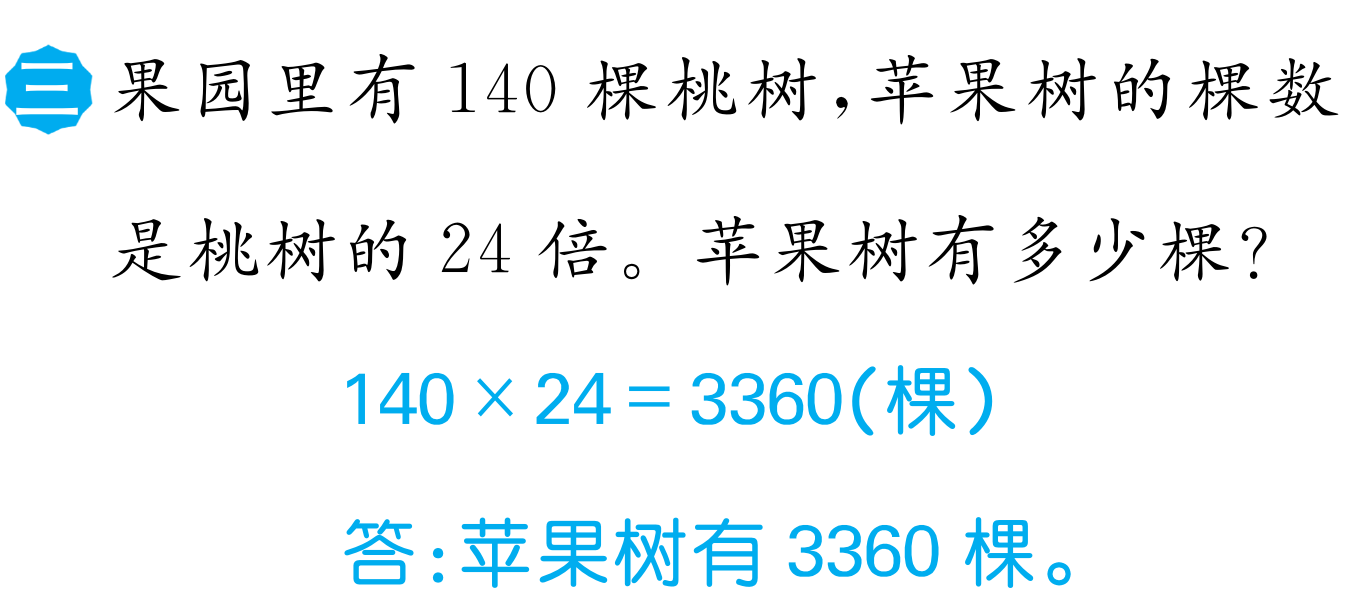 三 果园里有 140 棵桃树,苹果树的棵数
是桃树的 24 倍。苹果树有多少棵?
140 × 24 = 3360(棵)
答:苹果树有 3360 棵。